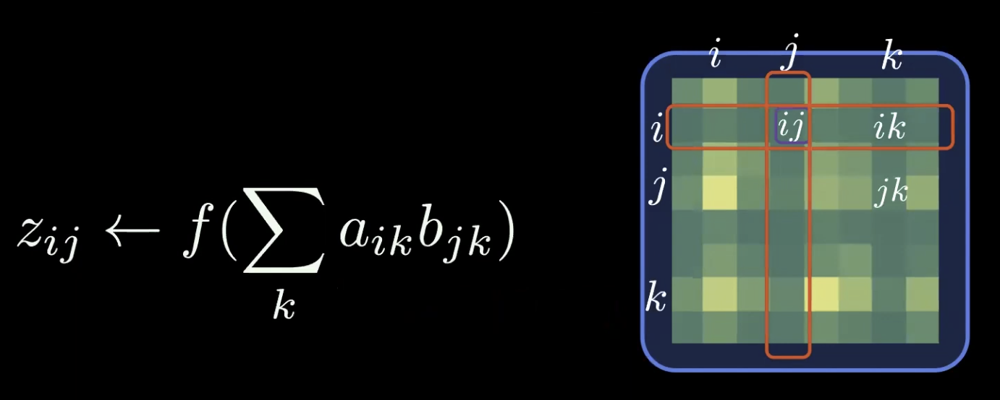 z_{ij} ← f(∑_k a_{ik}b_{jk})
i j k
i ij ik
j jk
k